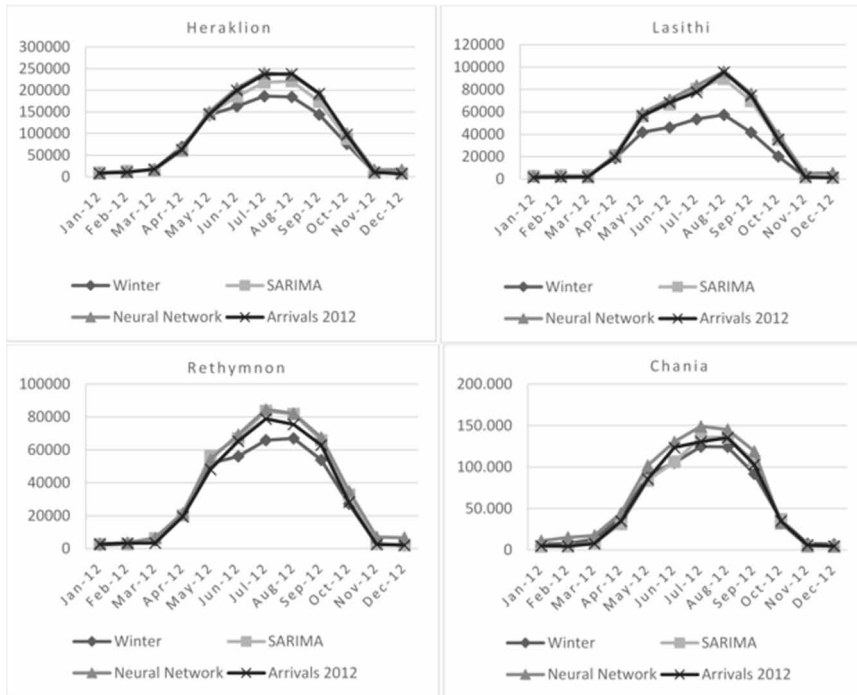 Heraklion
300000
250000
200000
150000
100000
50000
0
Jan-12
Feb-12
Mar-12
Apr-12
May-12
Jun-12
Jul-12
Aug-12
Sep-12
Oct-12
Nov-12
Dec-12
Winter
SARIMA
Neural Network
Arrivals 2012
Lasithi
120000
100000
80000
60000
40000
20000
0
Jan-12
Feb-12
Mar-12
Apr-12
May-12
Jun-12
Jul-12
Aug-12
Sep-12
Oct-12
Nov-12
Dec-12
Winter
SARIMA
Neural Network
Arrivals 2012
Rethymnon
100000
80000
60000
40000
20000
0
Jan-12
Feb-12
Mar-12
Apr-12
May-12
Jun-12
Jul-12
Aug-12
Sep-12
Oct-12
Nov-12
Dec-12
Winter
SARIMA
Neural Network
Arrivals 2012
Chania
200.000
150.000
100.000
50.000
0
Jan-12
Feb-12
Mar-12
Apr-12
May-12
Jun-12
Jul-12
Aug-12
Sep-12
Oct-12
Nov-12
Dec-12
Winter
SARIMA
Neural Network
Arrivals 2012